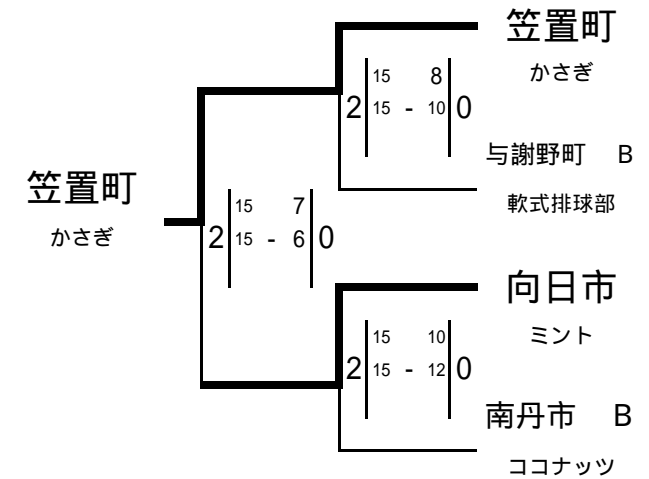 笠置町
かさぎ
15 8
2 15 - 10 0
与謝野町 B
軟式排球部
笠置町
かさぎ
15 7
2 15 - 6 0
向日市
ミント
15 10
2 15 - 12 0
南丹市 B
ココナッツ